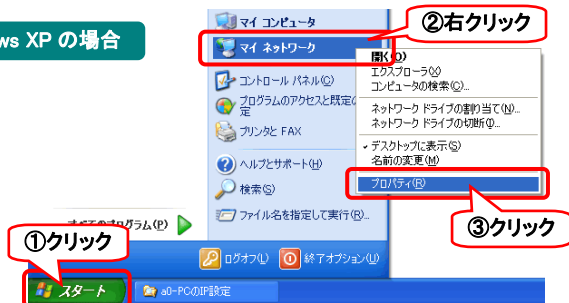 ws XP の場合
マイ コンピュータ
②右クリック
マイ ネットワーク
開く(O)
エクスプローラ(X)
コンピュータの検索(C)...
ネットワーク ドライブの割り当て(N)...
ネットワーク ドライブの切断(I)...
デスクトップに表示(S)
名前の変更(M)
プロパティ(R)
コントロール パネル(C)
プログラムのアクセスと既定の
定
プリンタと FAX
ヘルプとサポート(H)
検索(S)
ファイル名を指定して実行(R)...
③クリック
すべてのプログラム(P)
①クリック
ログオフ(L)
終了オプション(U)
スタート
a0-PCのIP設定